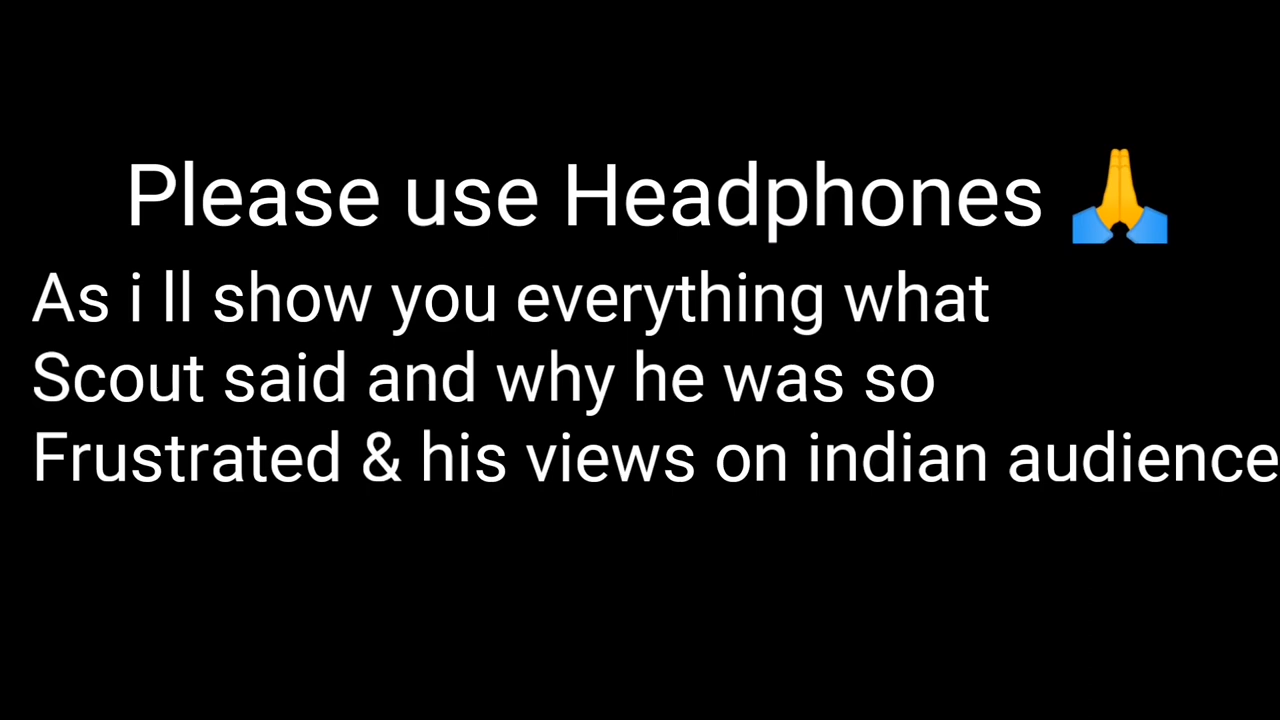 Please use Headphones 🙏
As i ll show you everything what
Scout said and why he was so
Frustrated & his views on indian audience